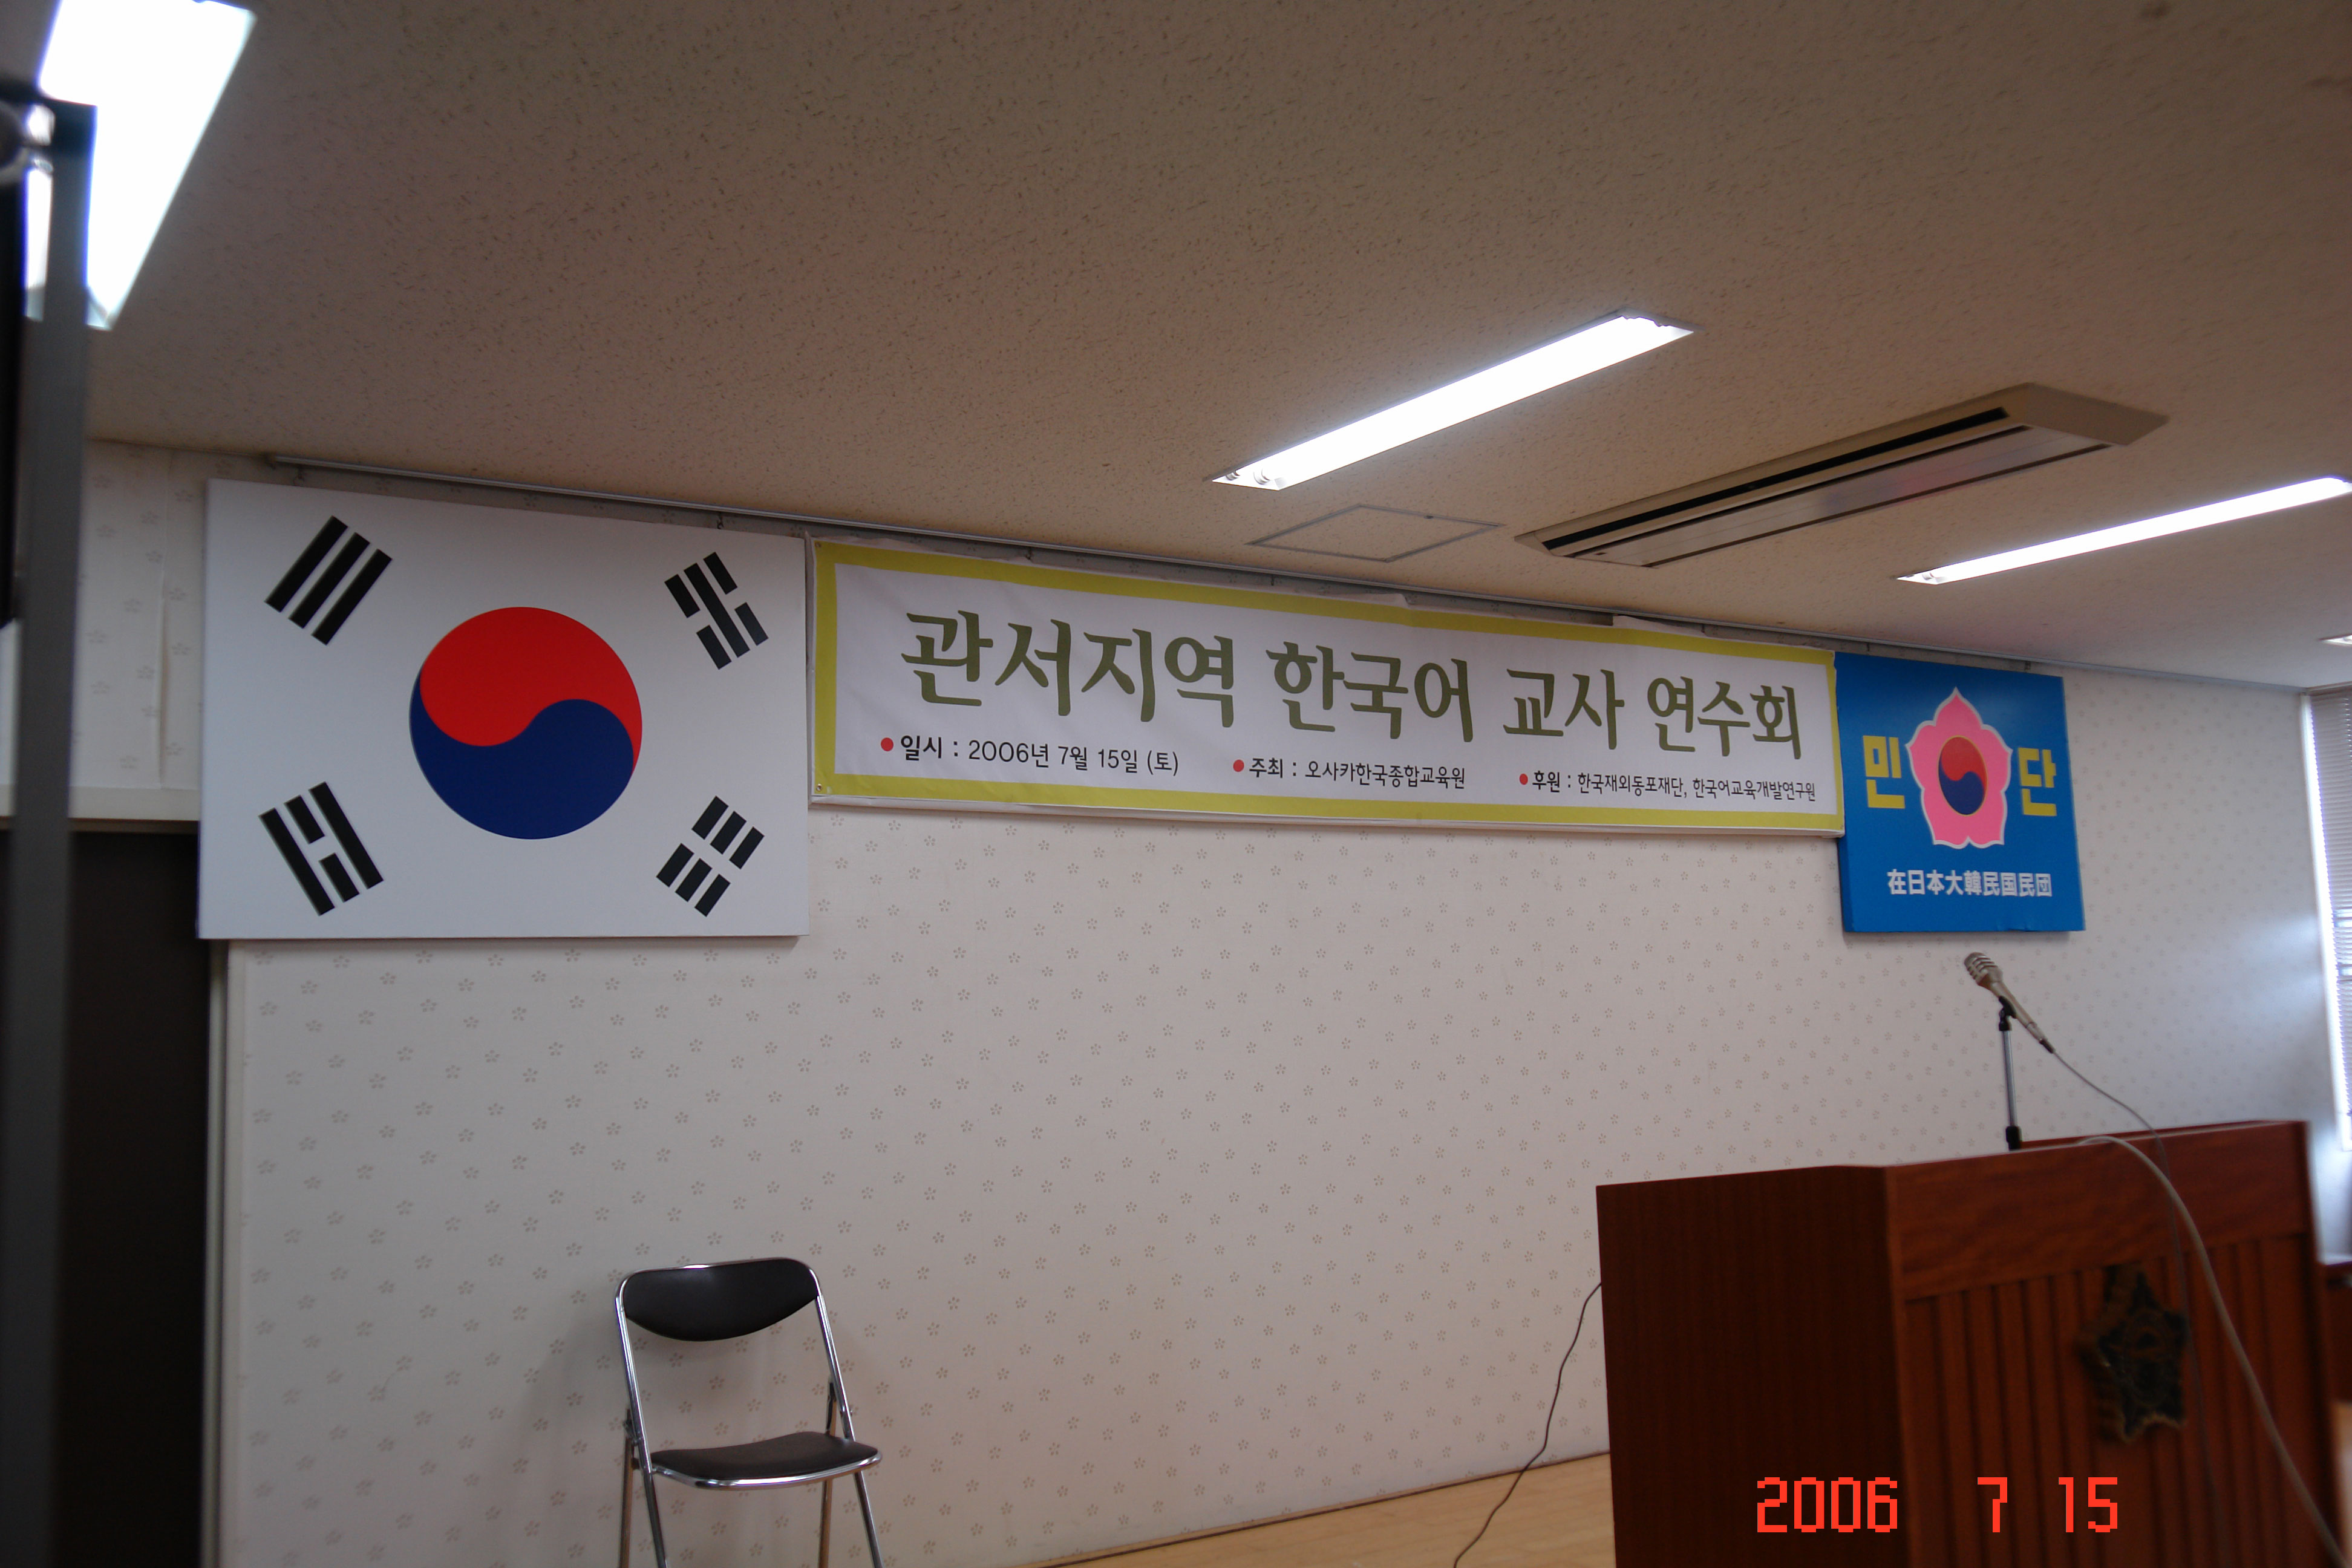 관서지역 한국어 교사 연수회
● 일시 : 2006년 7월 15일 (토) ● 주최 : 오사카한국종합교육원 ● 후원 : 한국재외동포재단, 한국어교육개발연구원
민 단
在日本大韓民国民団
2006 7 15